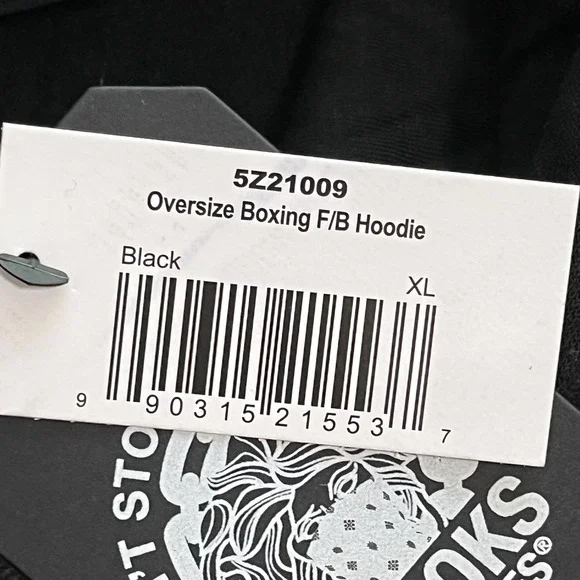 5Z21009
Oversize Boxing F/B Hoodie
Black
XL
9 90315 21553 7